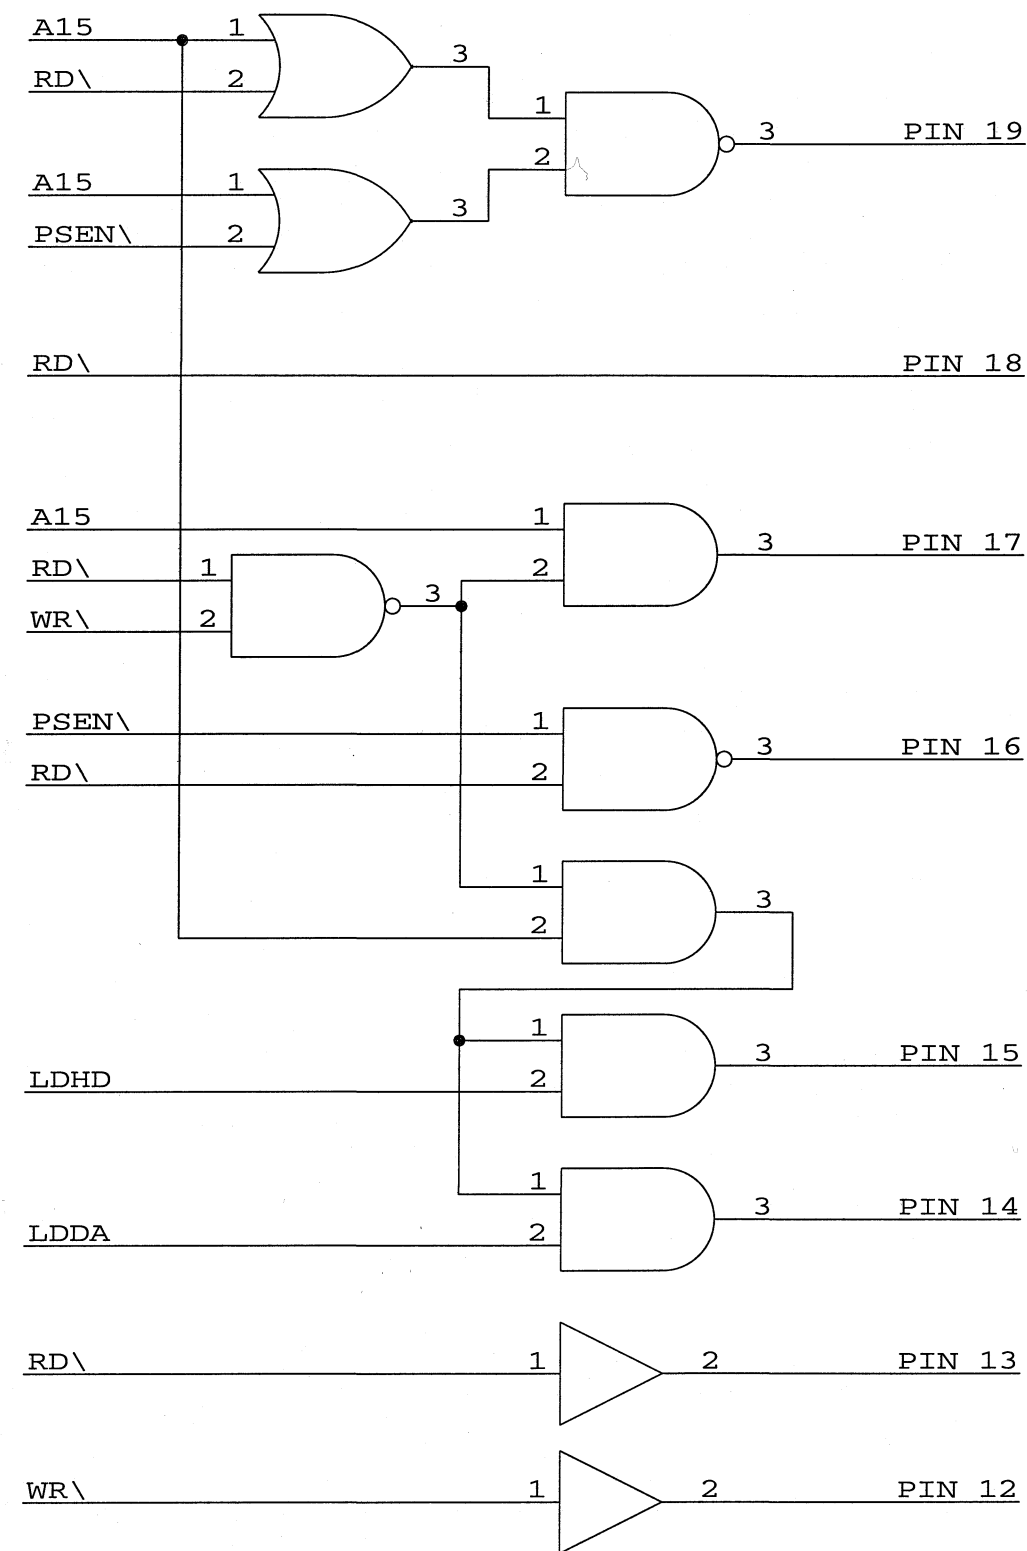 A15 1
3
RD\ 2
1
3 PIN 19
2
A15 1
3
PSEN\ 2
RD\ PIN 18
A15 1
3 PIN 17
RD\ 1 2
3
WR\ 2
PSEN\ 1
3 PIN 16
RD\ 2
1
3
2
1
3 PIN 15
LDHD 2
1
3 PIN 14
LDDA 2
RD\ 1 2 PIN 13
WR\ 1 2 PIN 12